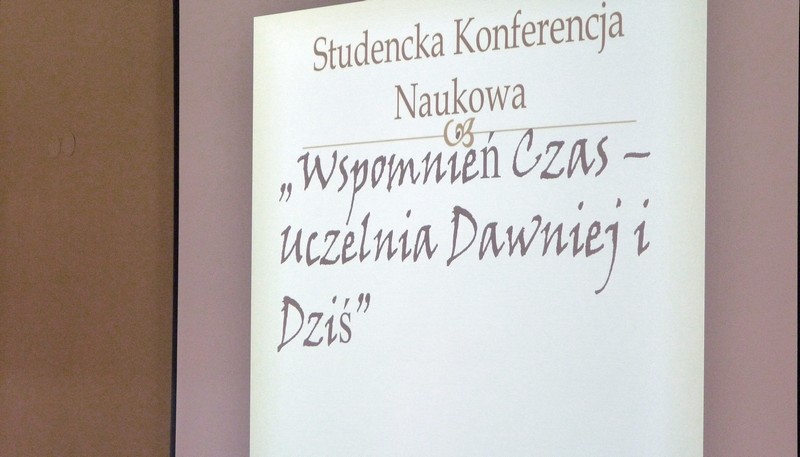 Studencka Konferencja
Naukowa
„Wspomnień Czas –
uczelnia Dawniej i
Dziś”